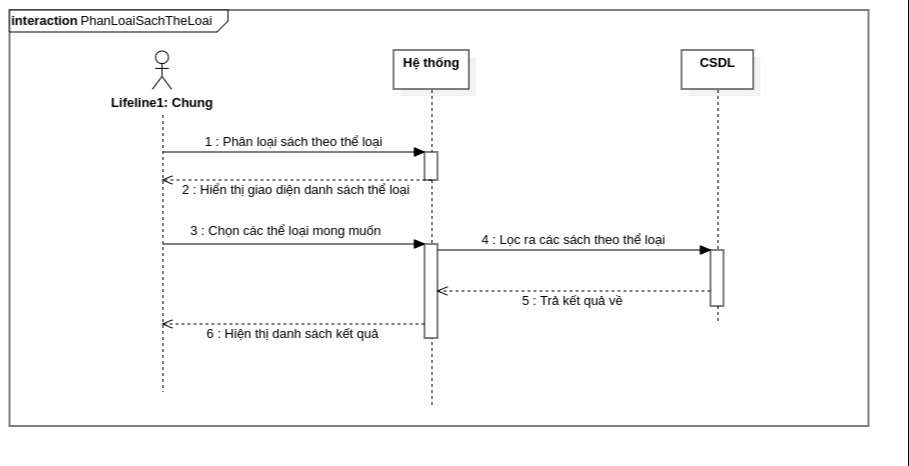 interaction PhanLoaiSachTheLoai
Lifeline1: Chung
Hệ thống
CSDL
1 : Phân loại sách theo thể loại
2 : Hiển thị giao diện danh sách thể loại
3 : Chọn các thể loại mong muốn
4 : Lọc ra các sách theo thể loại
5 : Trả kết quả về
6 : Hiện thị danh sách kết quả